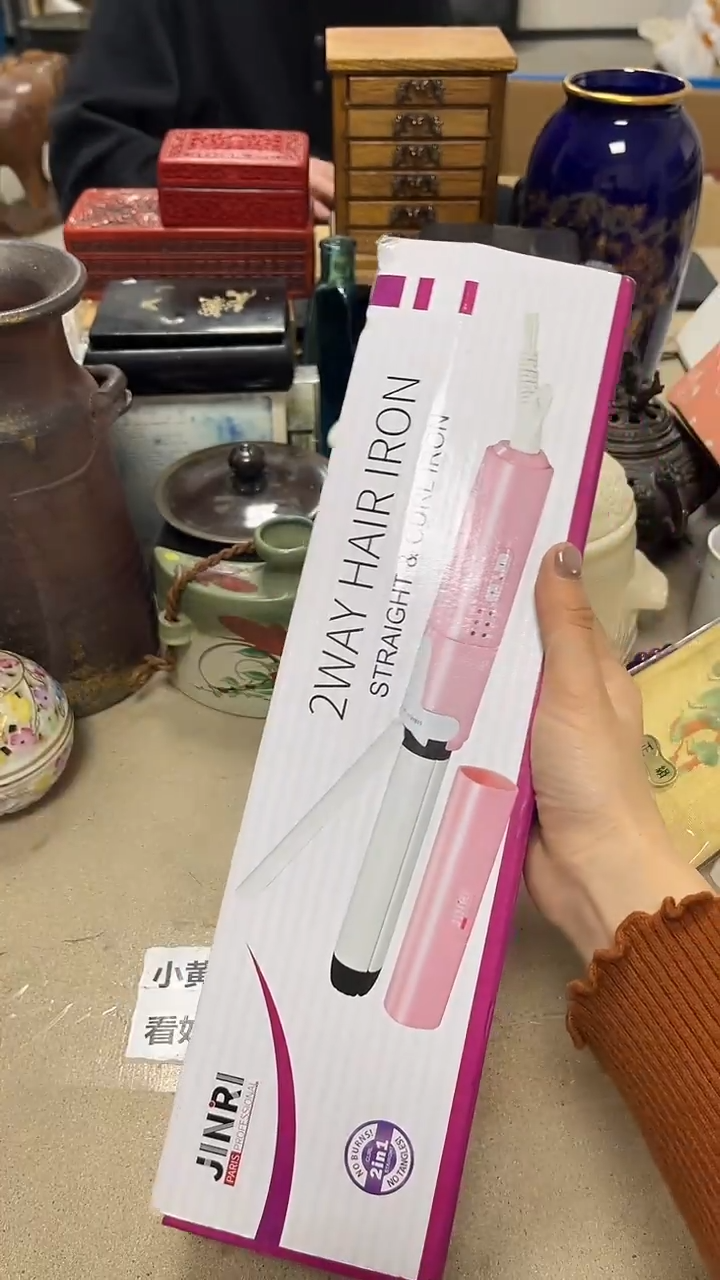 2WAY HAIR IRON
STRAIGHT & CURL IRON
小黄
看好
JINRI
PARIS PROFESSIONAL
NO BURNS!
2in1
NO TANGLES!